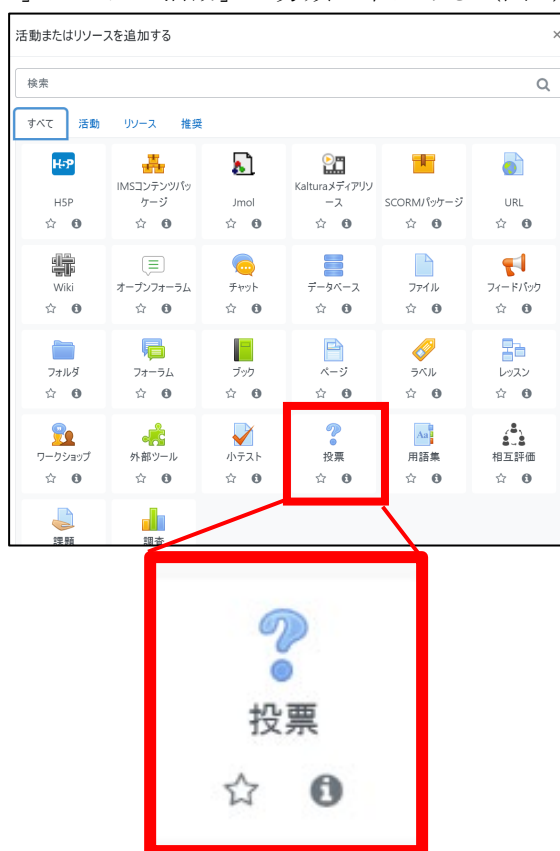 活動またはリソースを追加する ×
検索
すべて 活動 リソース 推奨
H5P
H5P
IMSコンテンツパッ
ケージ
Jmol
Kalturaメディアリソ
ース
SCORMパッケージ
URL
Wiki
オープンフォーラム
チャット
データベース
ファイル
フィードバック
フォルダ
フォーラム
ブック
ページ
ラベル
レッスン
ワークショップ
外部ツール
小テスト
投票
Aa
用語集
相互評価
課題
調査
投票